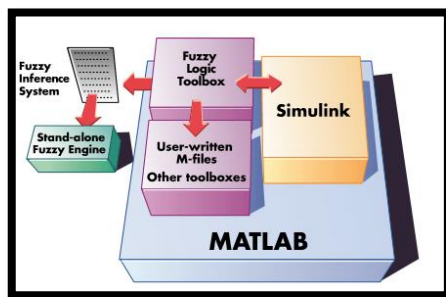 Fuzzy
Inference
System
Fuzzy
Logic
Toolbox
Simulink
Stand-alone
Fuzzy Engine
User-written
M-files
Other toolboxes
MATLAB